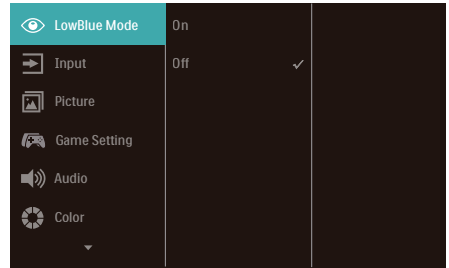 LowBlue Mode
On
Input
Off
Picture
Game Setting
Audio
Color